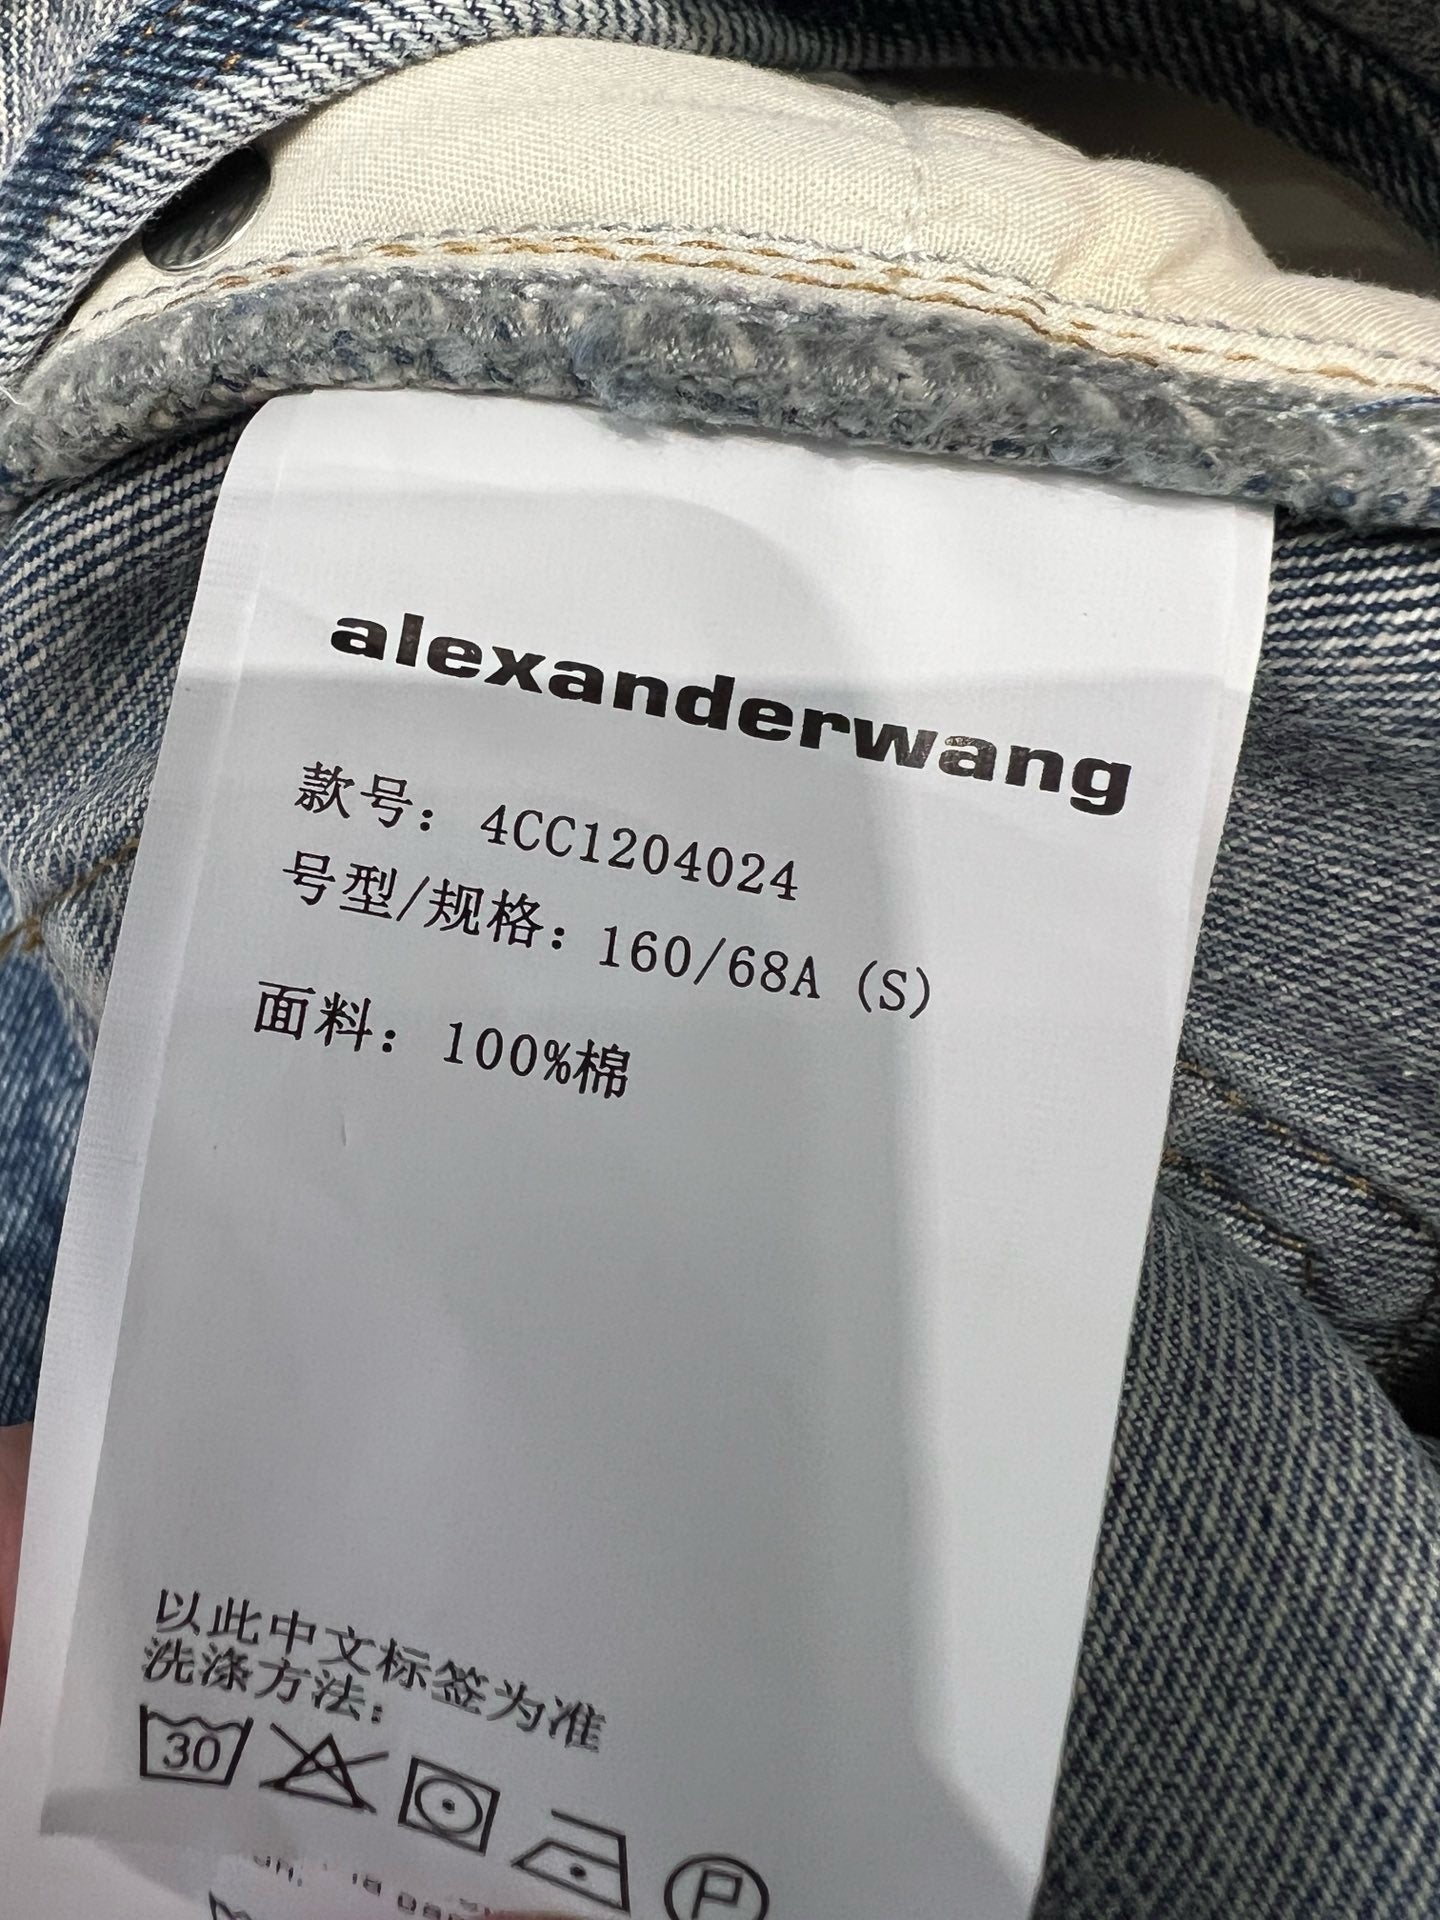 alexanderwang
款号：4CC1204024
号型/规格：160/68A (S)
面料：100%棉
以此中文标签为准
洗涤方法：
30
P